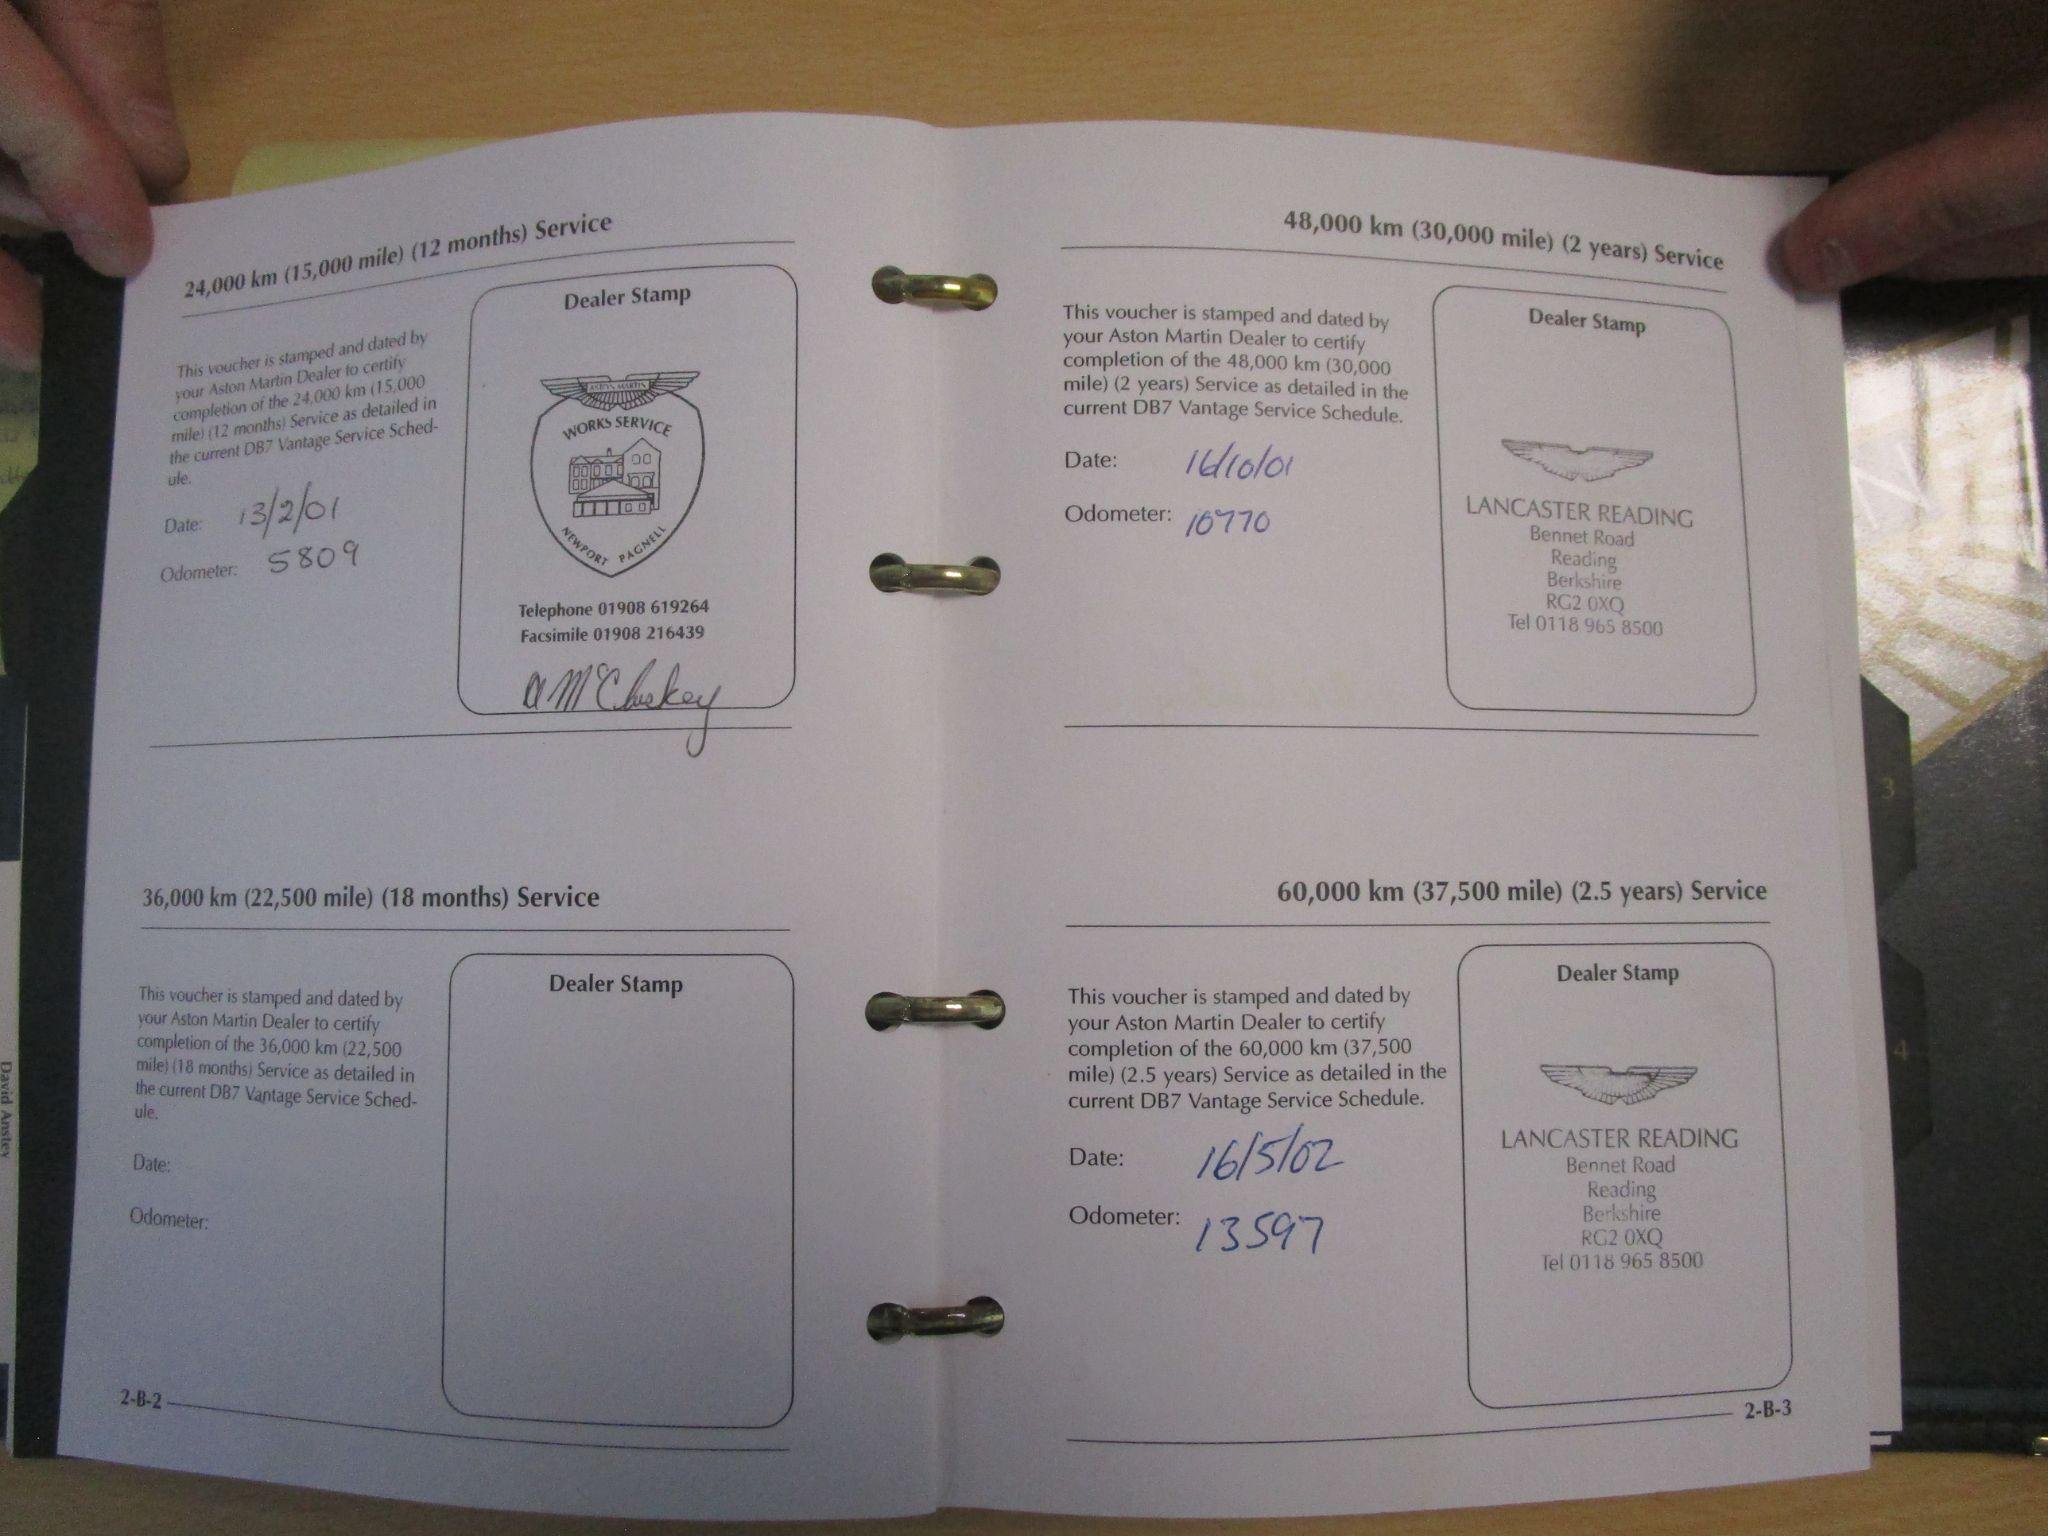 24,000 km (15,000 mile) (12 months) Service
This voucher is stamped and dated by
your Aston Martin Dealer to certify
completion of the 24,000 km (15,000
mile) (12 months) Service as detailed in
the current DB7 Vantage Service Sched-
ule.
Date: 13/2/01
Odometer: 5809
Dealer Stamp
ASTON MARTIN
WORKS SERVICE
NEWPORT PAGNELL
Telephone 01908 619264
Facsimile 01908 216439
A McCluskey
36,000 km (22,500 mile) (18 months) Service
This voucher is stamped and dated by
your Aston Martin Dealer to certify
completion of the 36,000 km (22,500
mile) (18 months) Service as detailed in
the current DB7 Vantage Service Sched-
ule.
Date:
Odometer:
Dealer Stamp
2-B-2
48,000 km (30,000 mile) (2 years) Service
This voucher is stamped and dated by
your Aston Martin Dealer to certify
completion of the 48,000 km (30,000
mile) (2 years) Service as detailed in the
current DB7 Vantage Service Schedule.
Date: 16/10/01
Odometer: 10770
Dealer Stamp
LANCASTER READING
Bennet Road
Reading
Berkshire
RG2 0XQ
Tel 0118 965 8500
60,000 km (37,500 mile) (2.5 years) Service
This voucher is stamped and dated by
your Aston Martin Dealer to certify
completion of the 60,000 km (37,500
mile) (2.5 years) Service as detailed in the
current DB7 Vantage Service Schedule.
Date: 16/5/02
Odometer: 13597
Dealer Stamp
LANCASTER READING
Bennet Road
Reading
Berkshire
RG2 0XQ
Tel 0118 965 8500
2-B-3
3
4
David Anstey